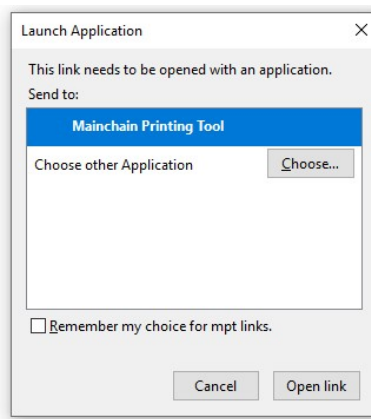 Launch Application
This link needs to be opened with an application.
Send to:
Mainchain Printing Tool
Choose other Application
Choose...
Remember my choice for mpt links.
Cancel
Open link